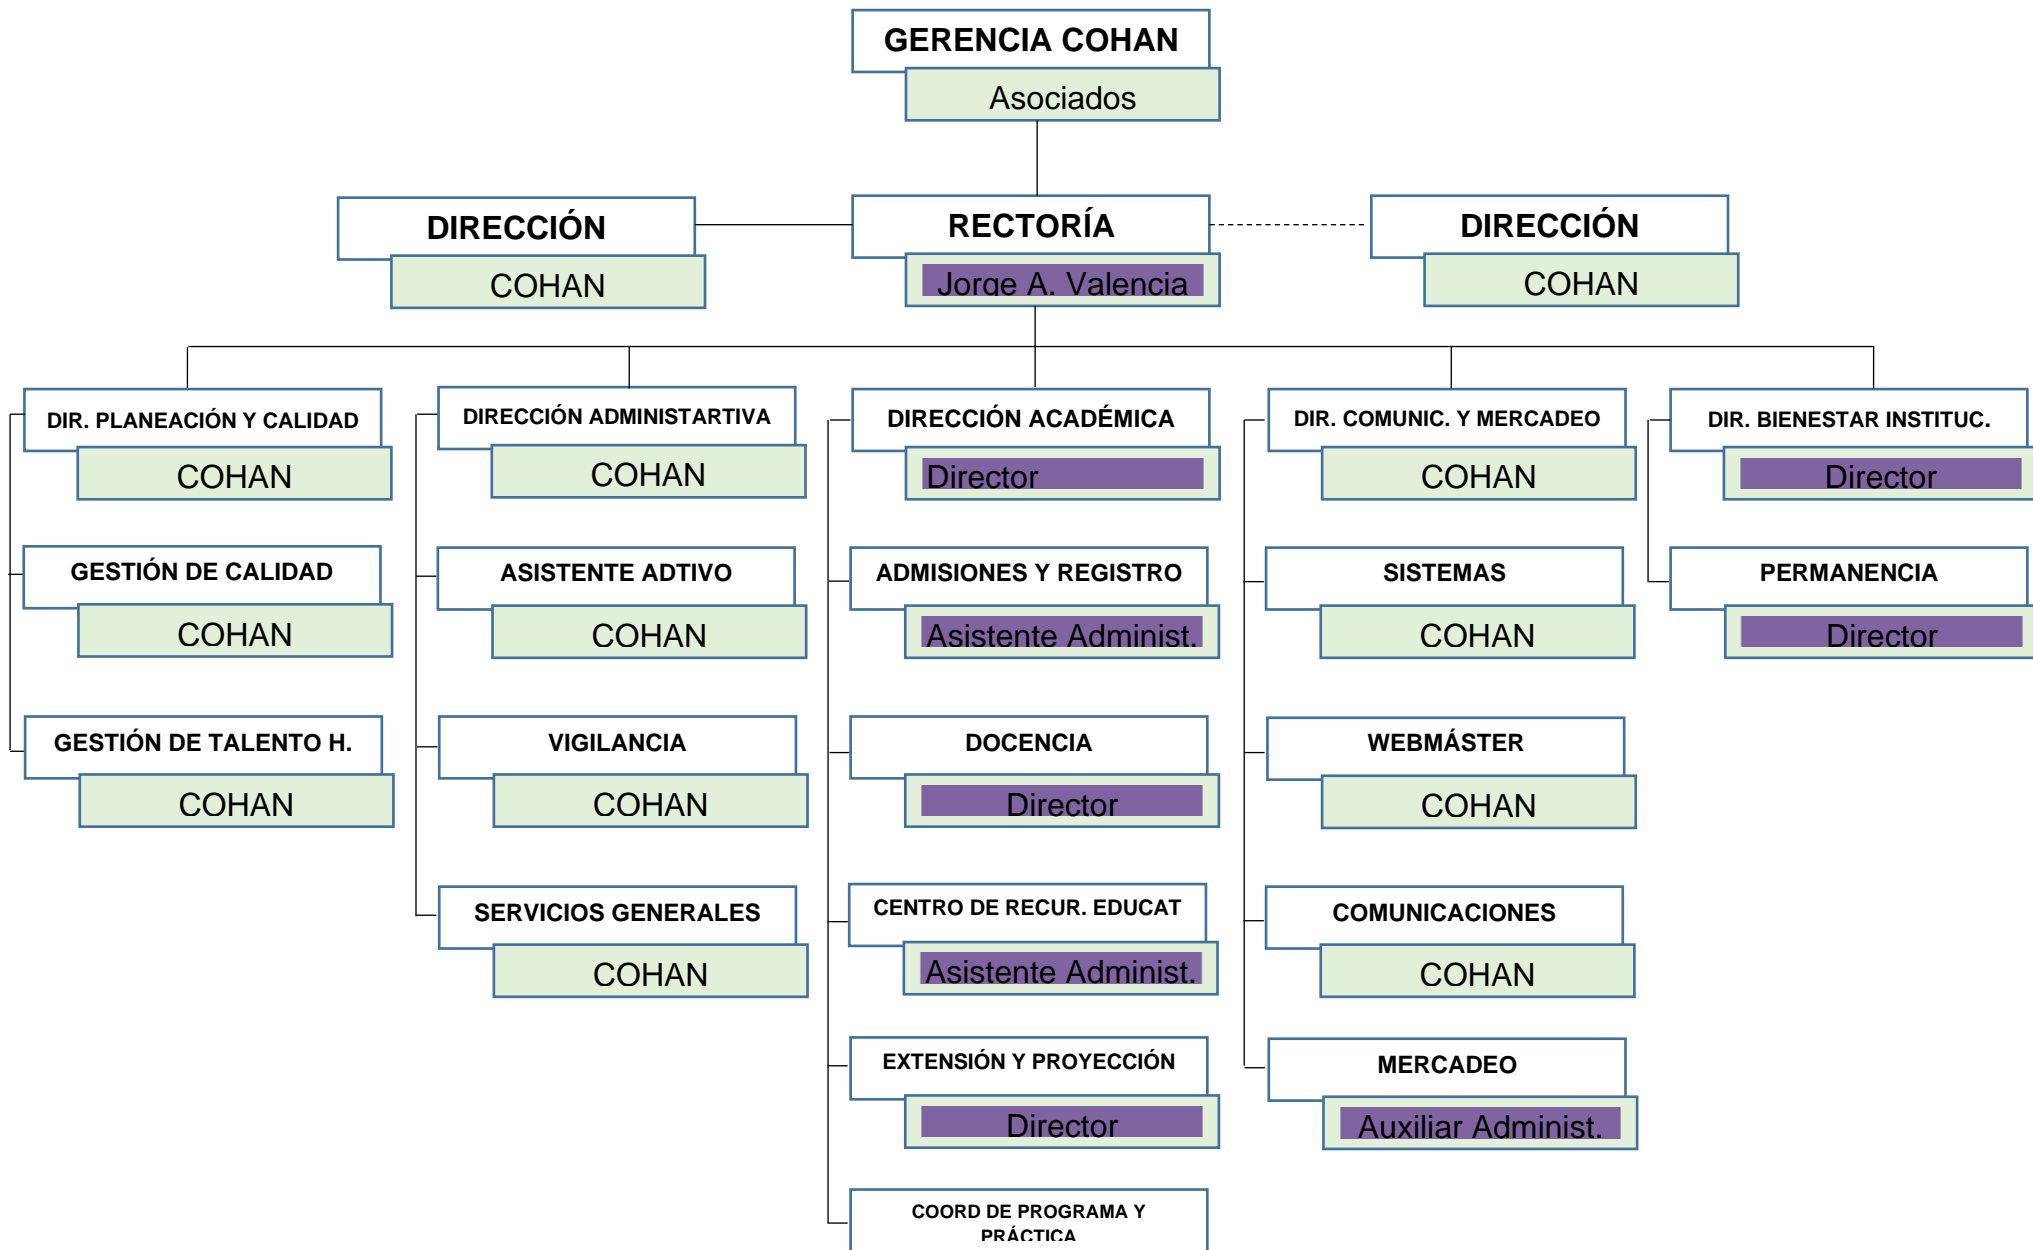 GERENCIA COHAN
Asociados
DIRECCIÓN
COHAN
RECTORÍA
Jorge A. Valencia
DIRECCIÓN
COHAN
DIR. PLANEACIÓN Y CALIDAD
COHAN
GESTIÓN DE CALIDAD
COHAN
GESTIÓN DE TALENTO H.
COHAN
DIRECCIÓN ADMINISTARTIVA
COHAN
ASISTENTE ADTIVO
COHAN
VIGILANCIA
COHAN
SERVICIOS GENERALES
COHAN
DIRECCIÓN ACADÉMICA
Director
ADMISIONES Y REGISTRO
Asistente Administ.
DOCENCIA
Director
CENTRO DE RECUR. EDUCAT
Asistente Administ.
EXTENSIÓN Y PROYECCIÓN
Director
COORD DE PROGRAMA Y
PRÁCTICA
DIR. COMUNIC. Y MERCADEO
COHAN
SISTEMAS
COHAN
WEBMÁSTER
COHAN
COMUNICACIONES
COHAN
MERCADEO
Auxiliar Administ.
DIR. BIENESTAR INSTITUC.
Director
PERMANENCIA
Director